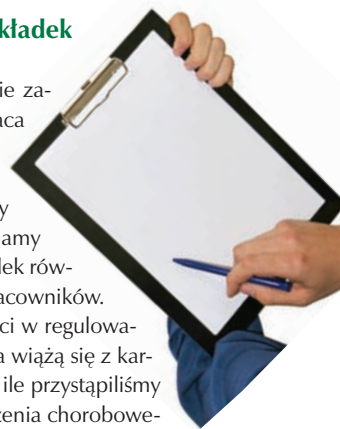 kładek
ie za-
aca
y
amy
lek rów-
acowników.
ci w regulowa-
a wiążą się z kar-
ile przystąpiliśmy
zenia chorobowe-